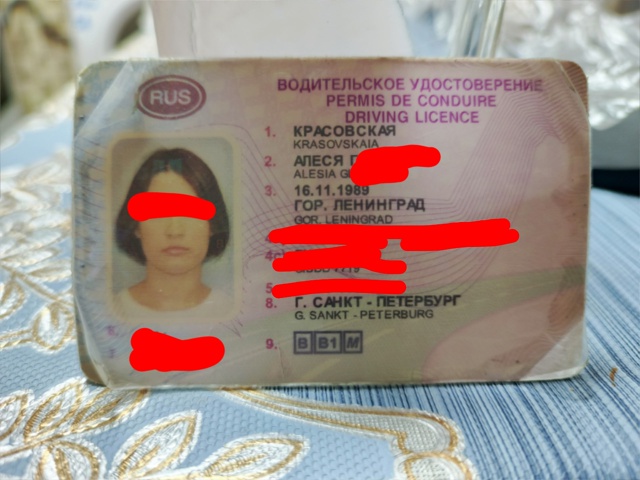 RUS
ВОДИТЕЛЬСКОЕ УДОСТОВЕРЕНИЕ
PERMIS DE CONDUIRE
DRIVING LICENCE
1. КРАСОВСКАЯ
KRASOVSKAIA
2. АЛЕСЯ
ALESIA
3. 16.11.1989
ГОР. ЛЕНИНГРАД
GOR. LENINGRAD
8. Г. САНКТ - ПЕТЕРБУРГ
G. SANKT - PETERBURG
9. B B1 M